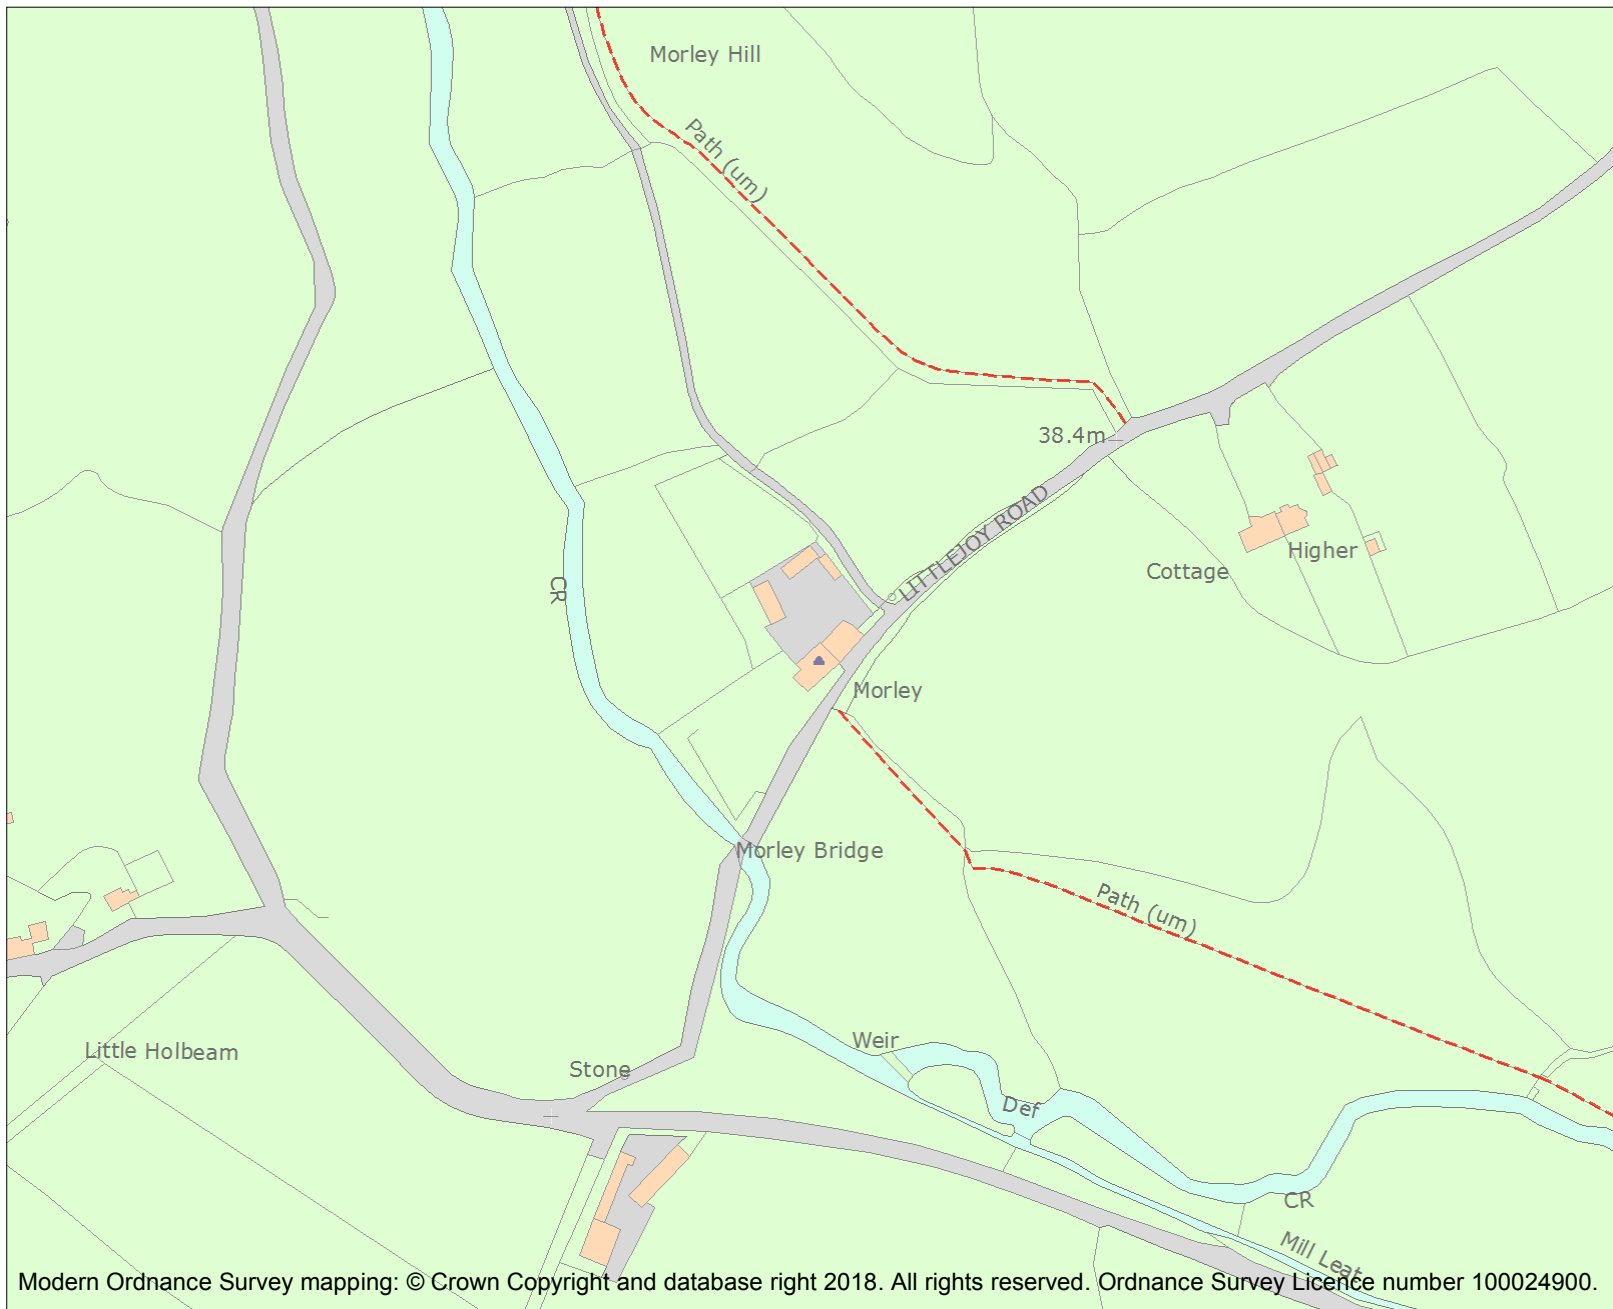 Morley Hill
Path (um)
38.4m
LITTLEJOY ROAD
Higher
Cottage
CR
Morley
Morley Bridge
Path (um)
Weir
Little Holbeam
Stone
Def
CR
Mill Leat
Modern Ordnance Survey mapping: © Crown Copyright and database right 2018. All rights reserved. Ordnance Survey Licence number 100024900.